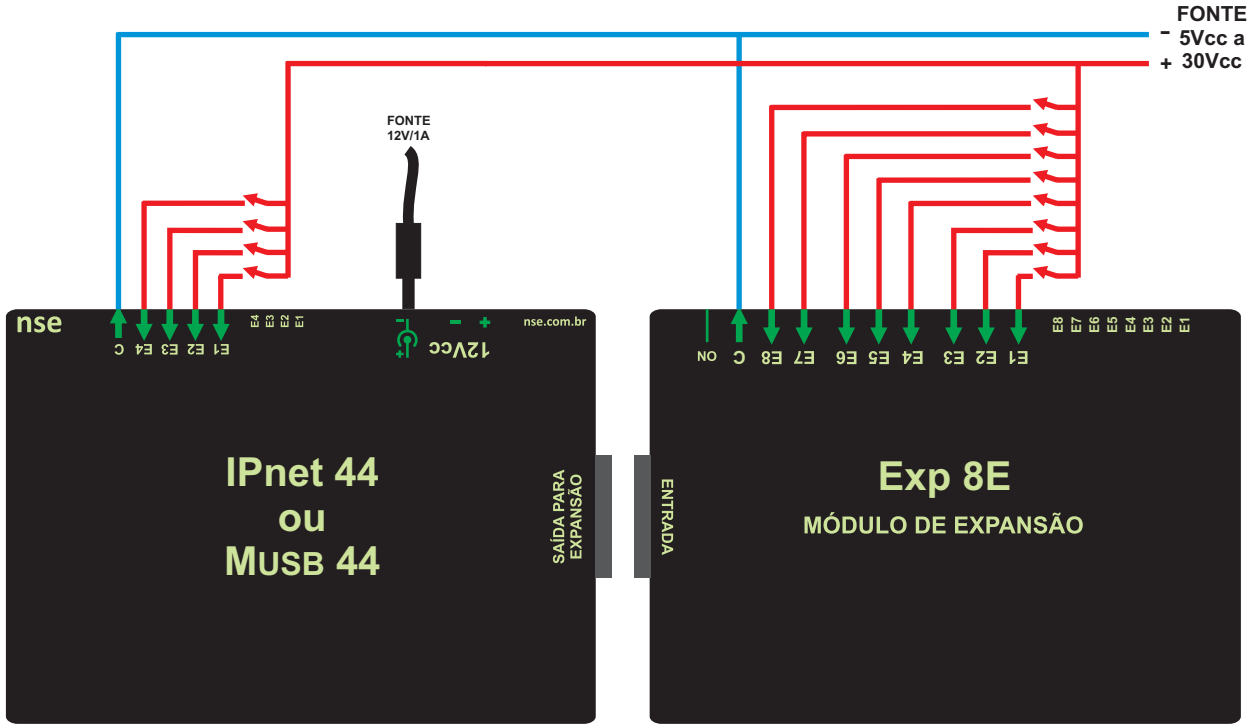 FONTE
- 5Vcc a
+ 30Vcc
FONTE
12V/1A
nse
C E4 E3 E2 E1
E4 E3 E2 E1
- +
- +
12Vcc
nse.com.br
IPnet 44
ou
MUSB 44
SAÍDA PARA
EXPANSÃO
ENTRADA
NO C E8 E7 E6 E5 E4 E3 E2 E1
E8 E7 E6 E5 E4 E3 E2 E1
Exp 8E
MÓDULO DE EXPANSÃO